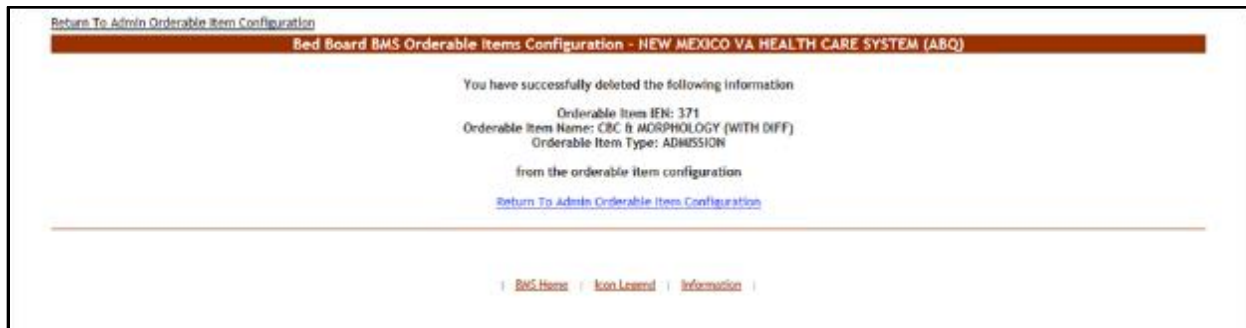 Return To Admin Orderable Item Configuration
Bed Board BMS Orderable Items Configuration - NEW MEXICO VA HEALTH CARE SYSTEM (ABQ)
You have successfully deleted the following information
Orderable Item IEN: 371
Orderable Item Name: CBC & MORPHOLOGY (WITH DIFF)
Orderable Item Type: ADMISSION
from the orderable item configuration
Return To Admin Orderable Item Configuration
| BMS Home | Icon Legend | Information |